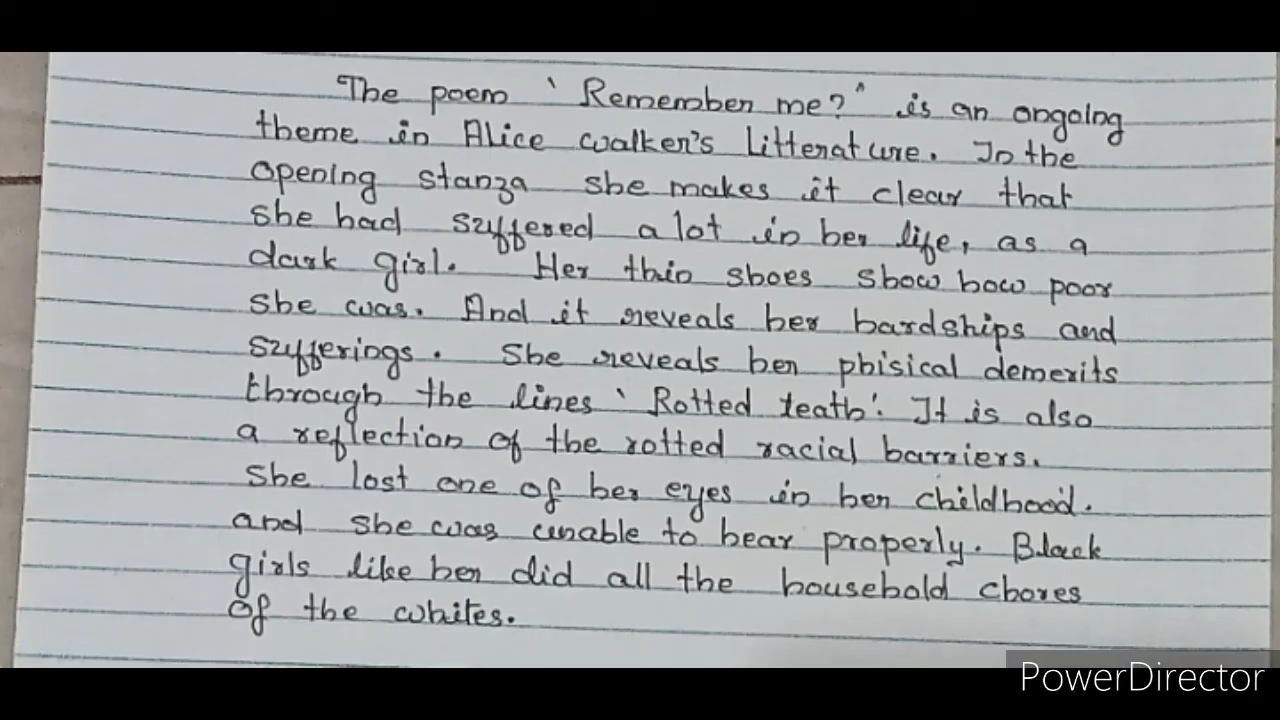 The poem ‘Remember me?” is an ongoing
theme in Alice walker's Litterature. In the
opening stanza she makes it clear that
she had suffered a lot in her life, as a
dark girl. Her thin shoes show how poor
she was. And it reveals her hardships and
sufferings. She reveals her phisical demerits
through the lines ‘Rotted teath’. It is also
a reflection of the rotted racial barriers.
She lost one of her eyes in her childhood.
and she was unable to hear properly. Black
girls like her did all the household chores
of the whites.
PowerDirector